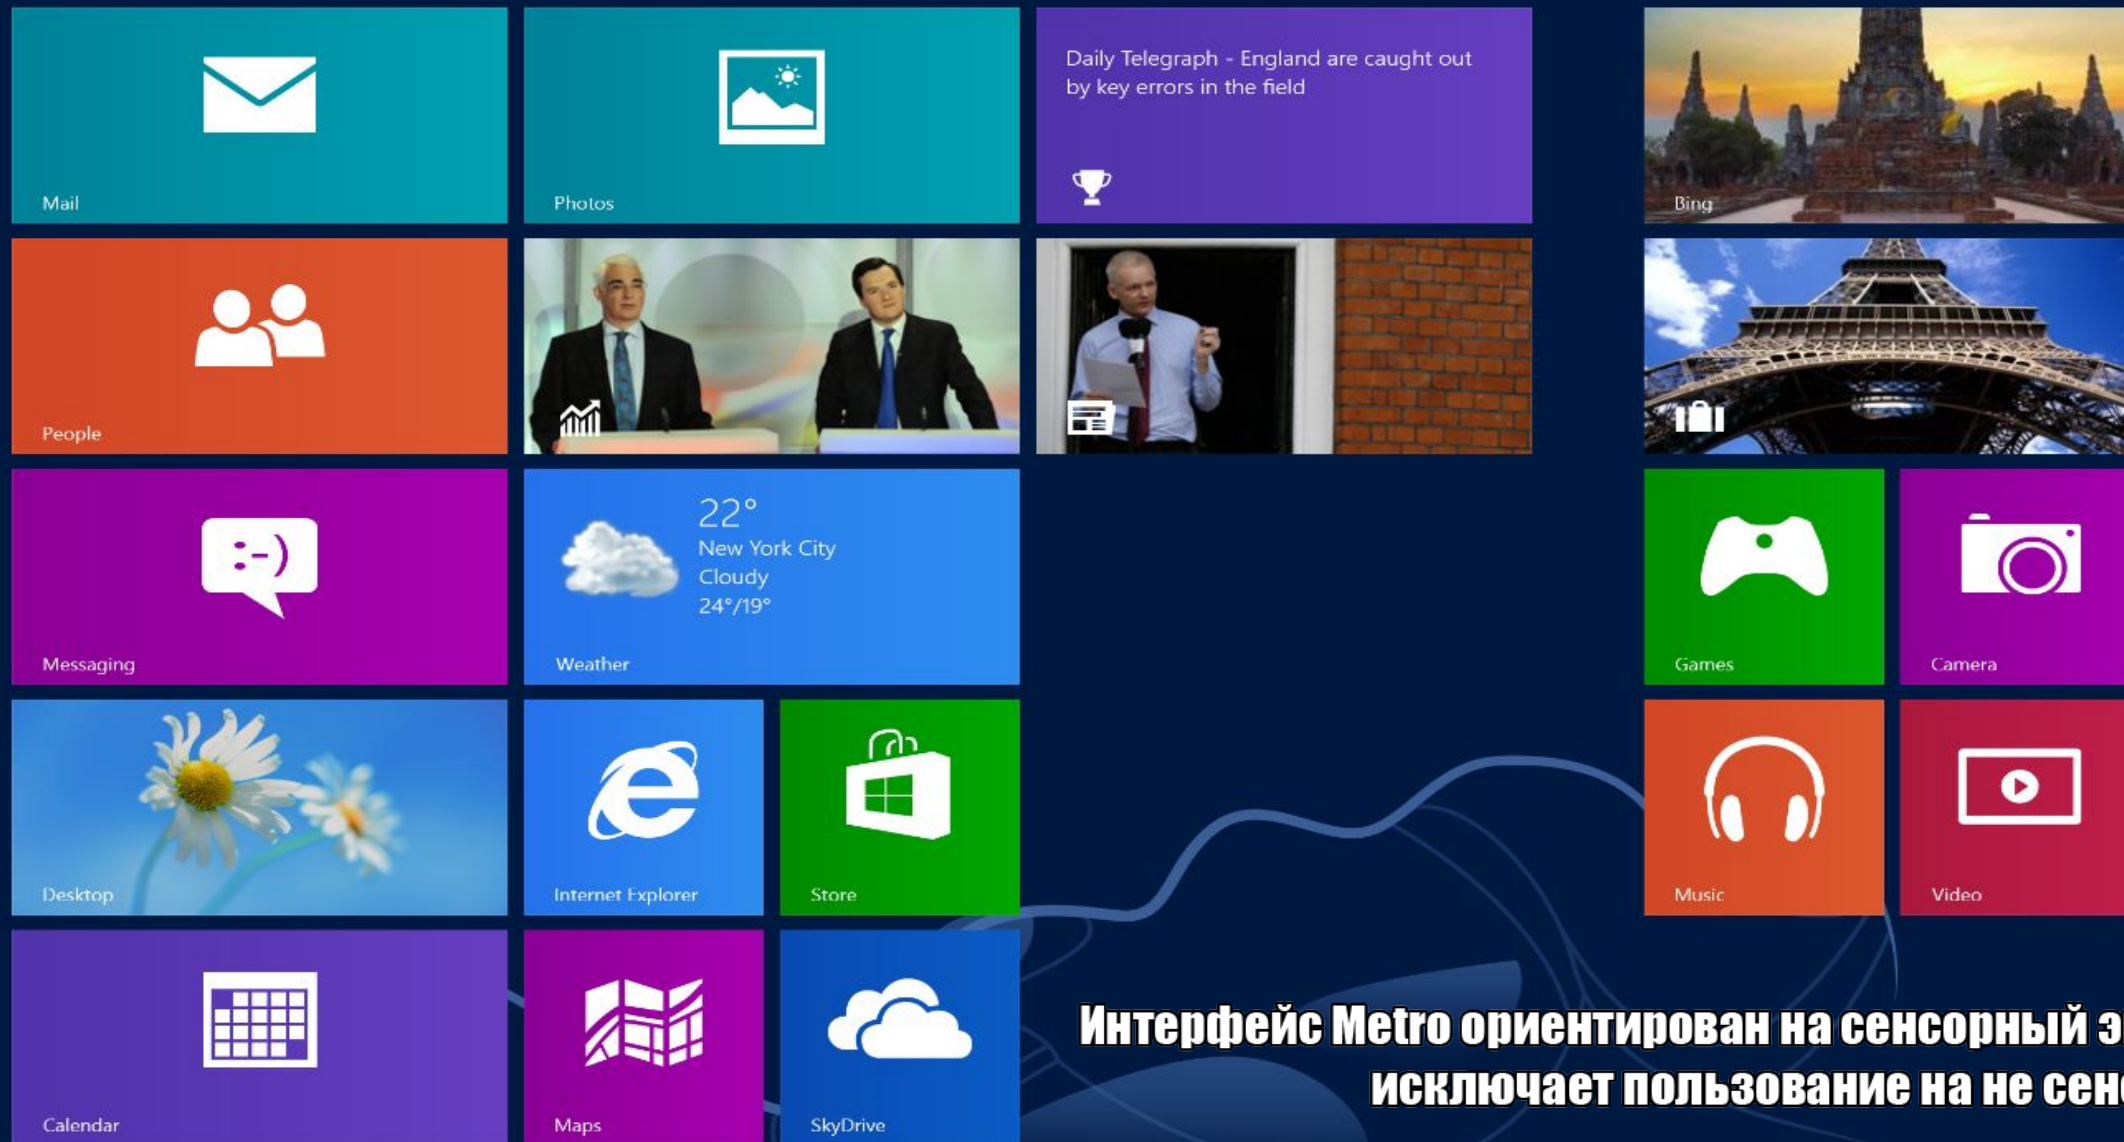 Mail
Photos
Daily Telegraph - England are caught out
by key errors in the field
Bing
People
Messaging
:-)
22°
New York City
Cloudy
24°/19°
Weather
Games
Camera
Desktop
Internet Explorer
Store
Music
Video
Calendar
Maps
SkyDrive
Интерфейс Metro ориентирован на сенсорный
исключает пользование на не